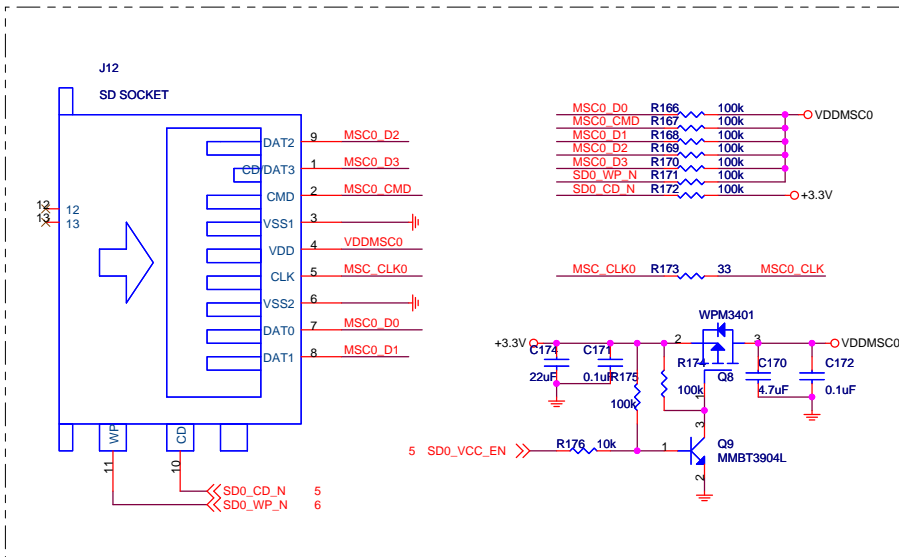 J12
SD SOCKET
12 12
13 13
DAT2 9 MSC0_D2
CD/DAT3 1 MSC0_D3
CMD 2 MSC0_CMD
VSS1 3
VDD 4 VDDMSC0
CLK 5 MSC_CLK0
VSS2 6
DAT0 7 MSC0_D0
DAT1 8 MSC0_D1
WP CD
11 10
SD0_CD_N 5
SD0_WP_N 6
MSC0_D0 R166 100k VDDMSC0
MSC0_CMD R167 100k
MSC0_D1 R168 100k
MSC0_D2 R169 100k
MSC0_D3 R170 100k
SD0_WP_N R171 100k
SD0_CD_N R172 100k +3.3V
MSC_CLK0 R173 33 MSC0_CLK
WPM3401
+3.3V 2 3 VDDMSC0
C174 C171 R174 C170 C172
22uF 0.1uF R175 100k Q8 4.7uF 0.1uF
100k 1
5 SD0_VCC_EN R176 10k 1 3 Q9
MMBT3904L
2